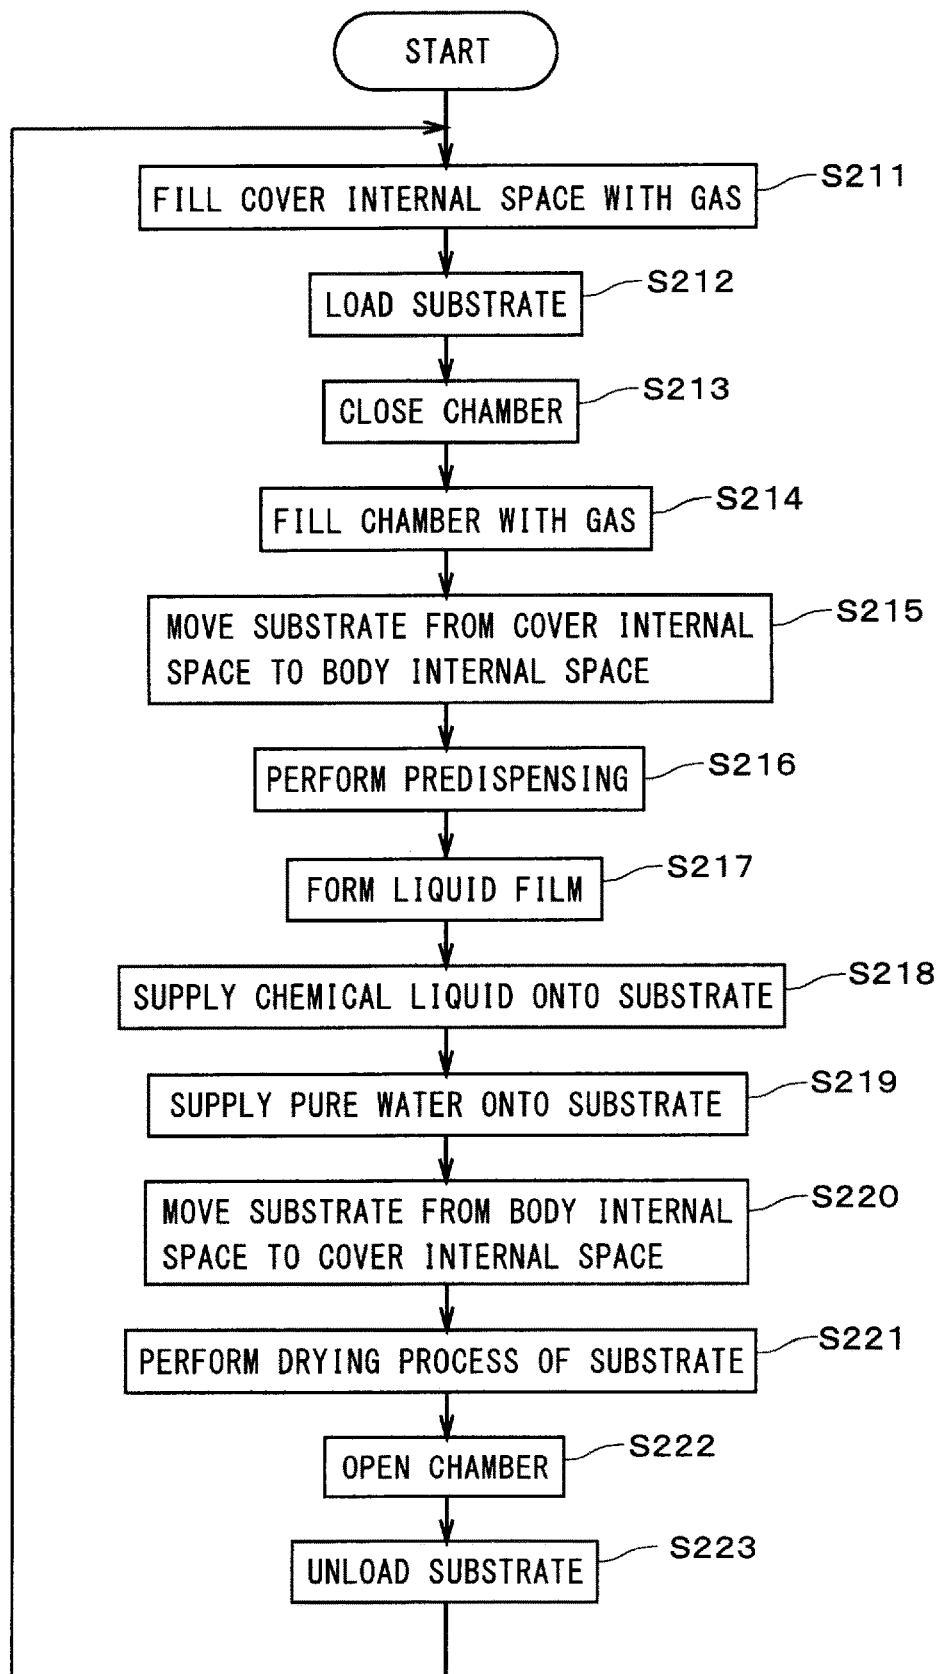 START
S211
FILL COVER INTERNAL SPACE WITH GAS
S212
LOAD SUBSTRATE
S213
CLOSE CHAMBER
S214
FILL CHAMBER WITH GAS
S215
MOVE SUBSTRATE FROM COVER INTERNAL
SPACE TO BODY INTERNAL SPACE
S216
PERFORM PREDISPENSING
S217
FORM LIQUID FILM
S218
SUPPLY CHEMICAL LIQUID ONTO SUBSTRATE
S219
SUPPLY PURE WATER ONTO SUBSTRATE
S220
MOVE SUBSTRATE FROM BODY INTERNAL
SPACE TO COVER INTERNAL SPACE
S221
PERFORM DRYING PROCESS OF SUBSTRATE
S222
OPEN CHAMBER
S223
UNLOAD SUBSTRATE